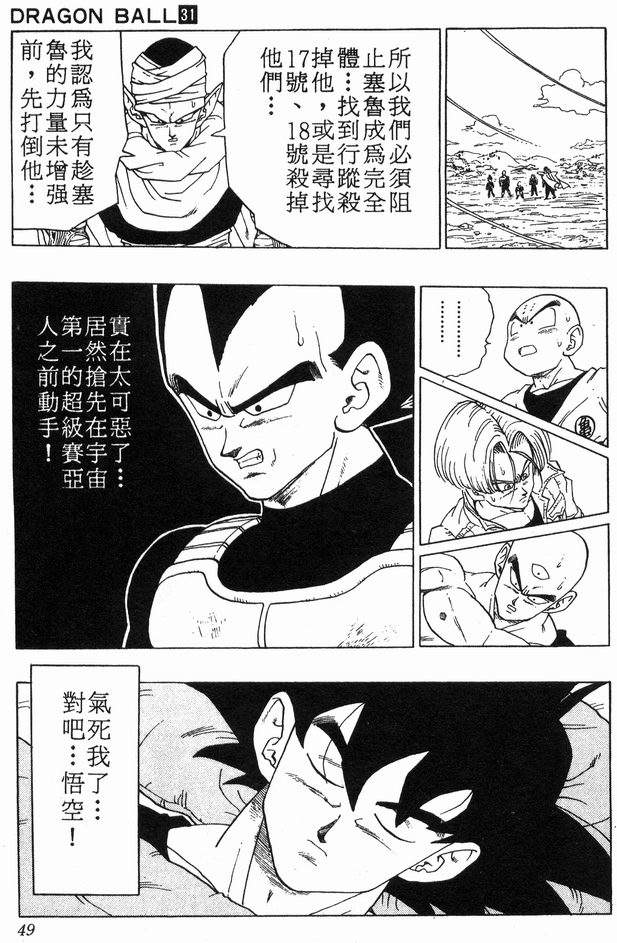 DRAGON BALL 31
所以我們必須阻
止塞魯成為完全
體…找到行蹤殺
掉他，或是尋找
17號、18號殺掉
他們…
我認為只有趁塞
魯的力量未增强
前，先打倒他…
………
………
龜
實在太可惡了…
居然搶先在宇宙
第一的超級賽亞
人之前動手！
氣死我了…
對吧…悟空！
49